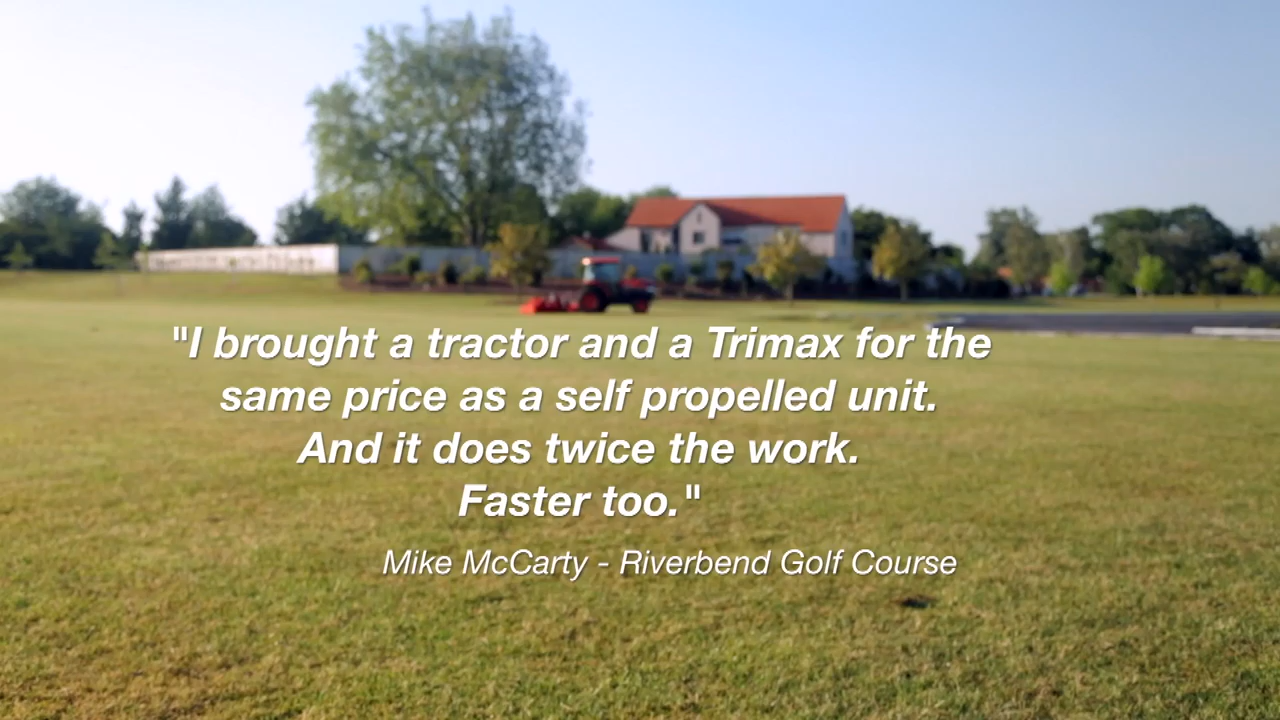 "I brought a tractor and a Trimax for the
same price as a self propelled unit.
And it does twice the work.
Faster too."
Mike McCarty - Riverbend Golf Course